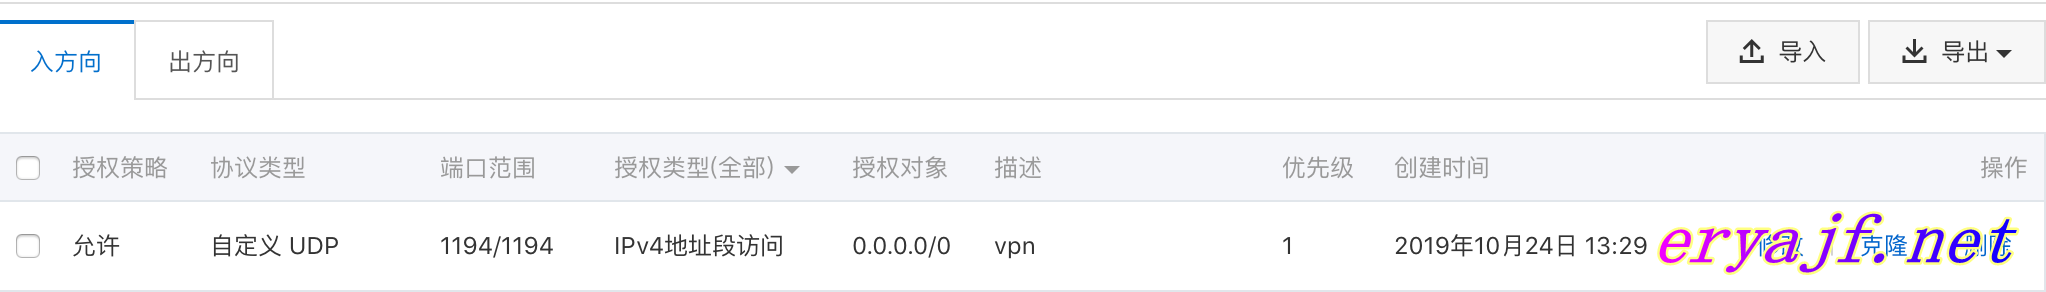 入方向 出方向 导入 导出
授权策略 协议类型 端口范围 授权类型(全部) 授权对象 描述 优先级 创建时间 操作
允许 自定义 UDP 1194/1194 IPv4地址段访问 0.0.0.0/0 vpn 1 2019年10月24日 13:29 修改 克隆 删除
eryajf.net